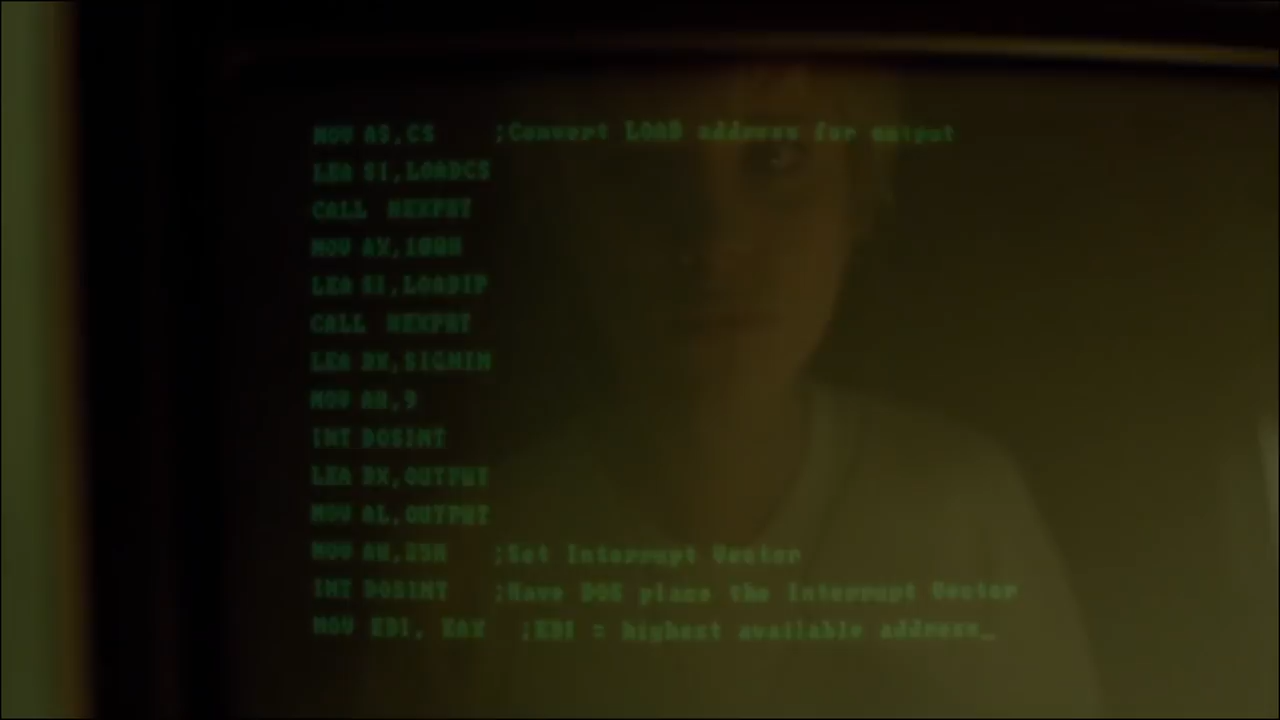 MOV AS,CS ;Convert LOAD address for output
LEA SI,LOADCS
CALL HEXPRT
MOV AX,100H
LEA SI,LOADIP
CALL HEXPRT
LEA DX,SIGNIN
MOV AH,9
INT DOSINT
LEA DX,OUTPUT
MOV AL,OUTPUT
MOV AH,25H ;Set Interrupt Vector
INT DOSINT ;Have DOS place the Interrupt Vector
MOV EDI, EAX ;EDI = highest available address_